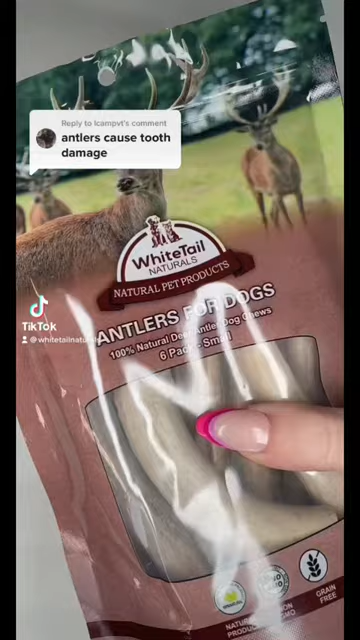 Reply to lcampvt's comment
antlers cause tooth
damage
WhiteTail
NATURALS
NATURAL PET PRODUCTS
TikTok
ANTLERS FOR DOGS
100% Natural Deer Antler Dog Chews
6 Pack - Small
GRAIN
FREE